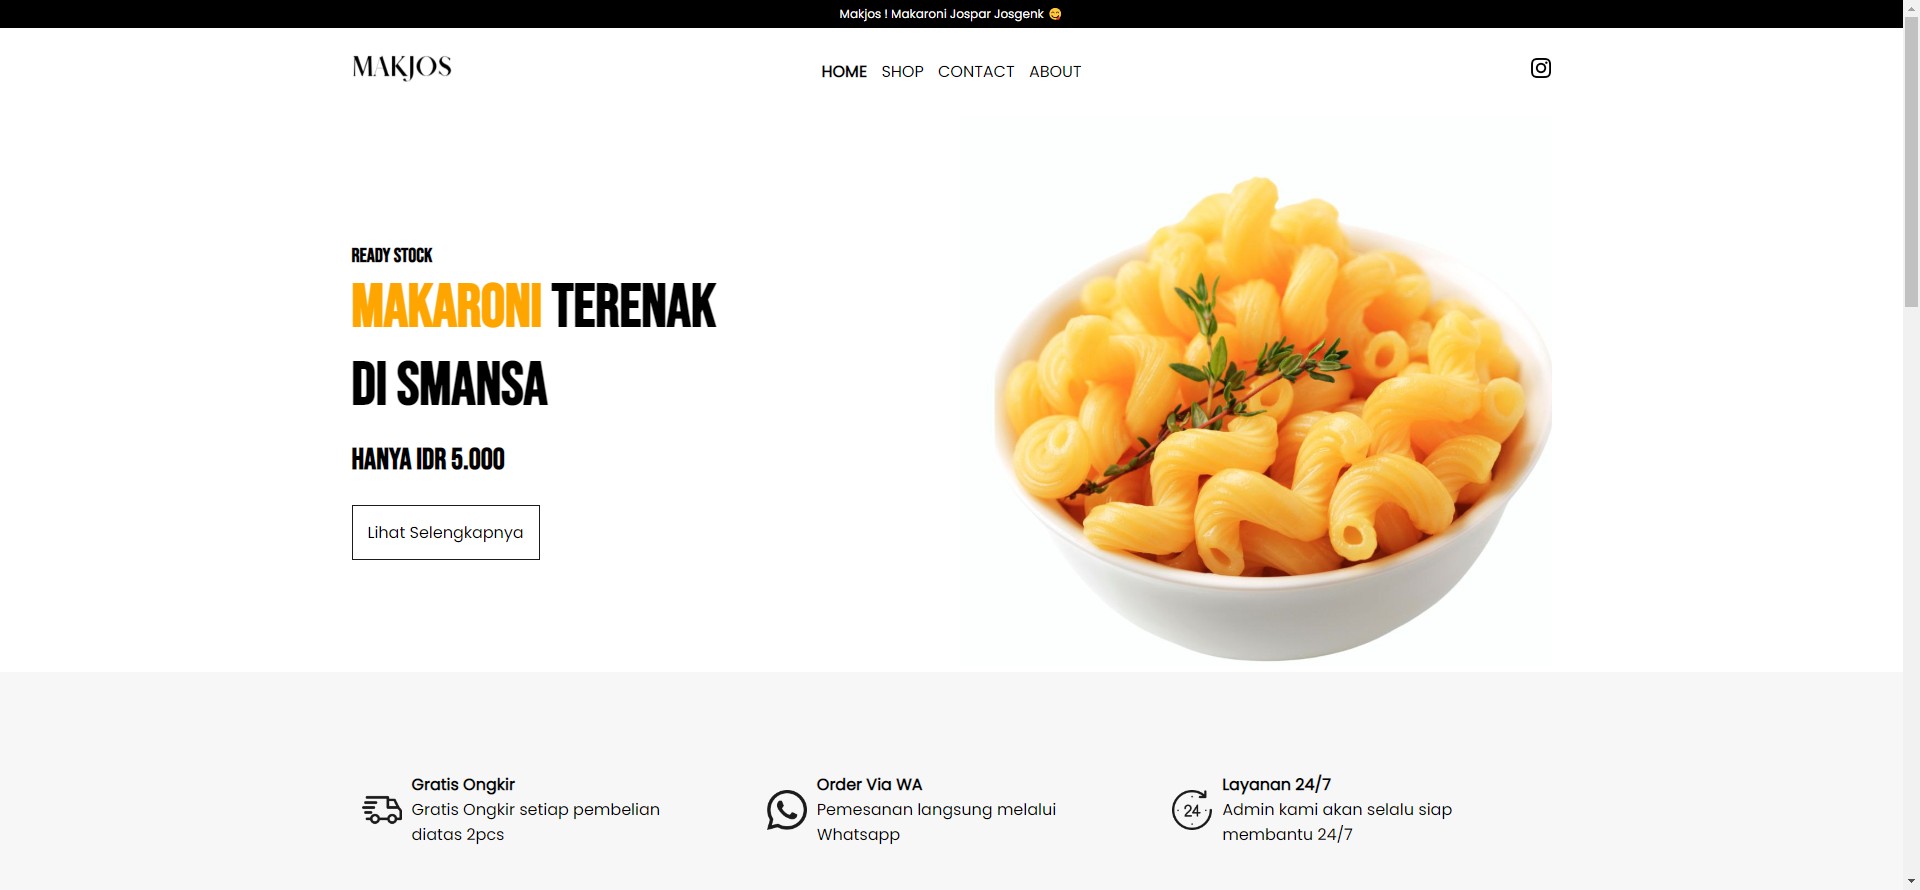 Makjos ! Makaroni Jospar Josgenk 😋
MAKJOS
HOME SHOP CONTACT ABOUT
READY STOCK
MAKARONI TERENAK
DI SMANSA
HANYA IDR 5.000
Lihat Selengkapnya
Gratis Ongkir
Gratis Ongkir setiap pembelian
diatas 2pcs
Order Via WA
Pemesanan langsung melalui
Whatsapp
24
Layanan 24/7
Admin kami akan selalu siap
membantu 24/7